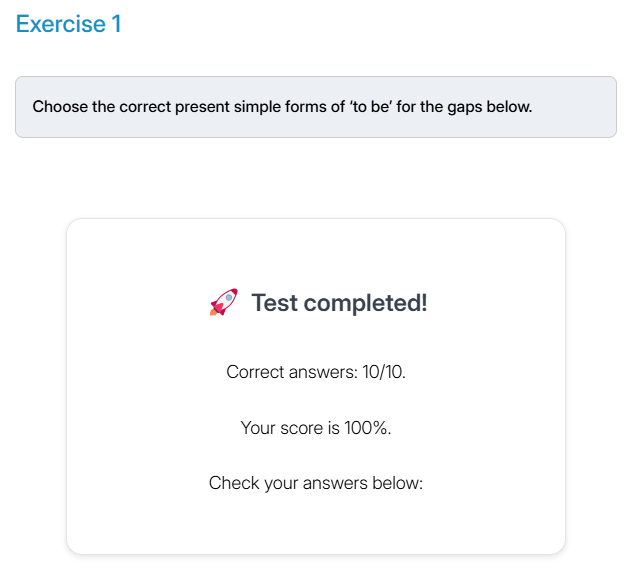 Exercise 1
Choose the correct present simple forms of ‘to be’ for the gaps below.
Test completed!
Correct answers: 10/10.
Your score is 100%.
Check your answers below: